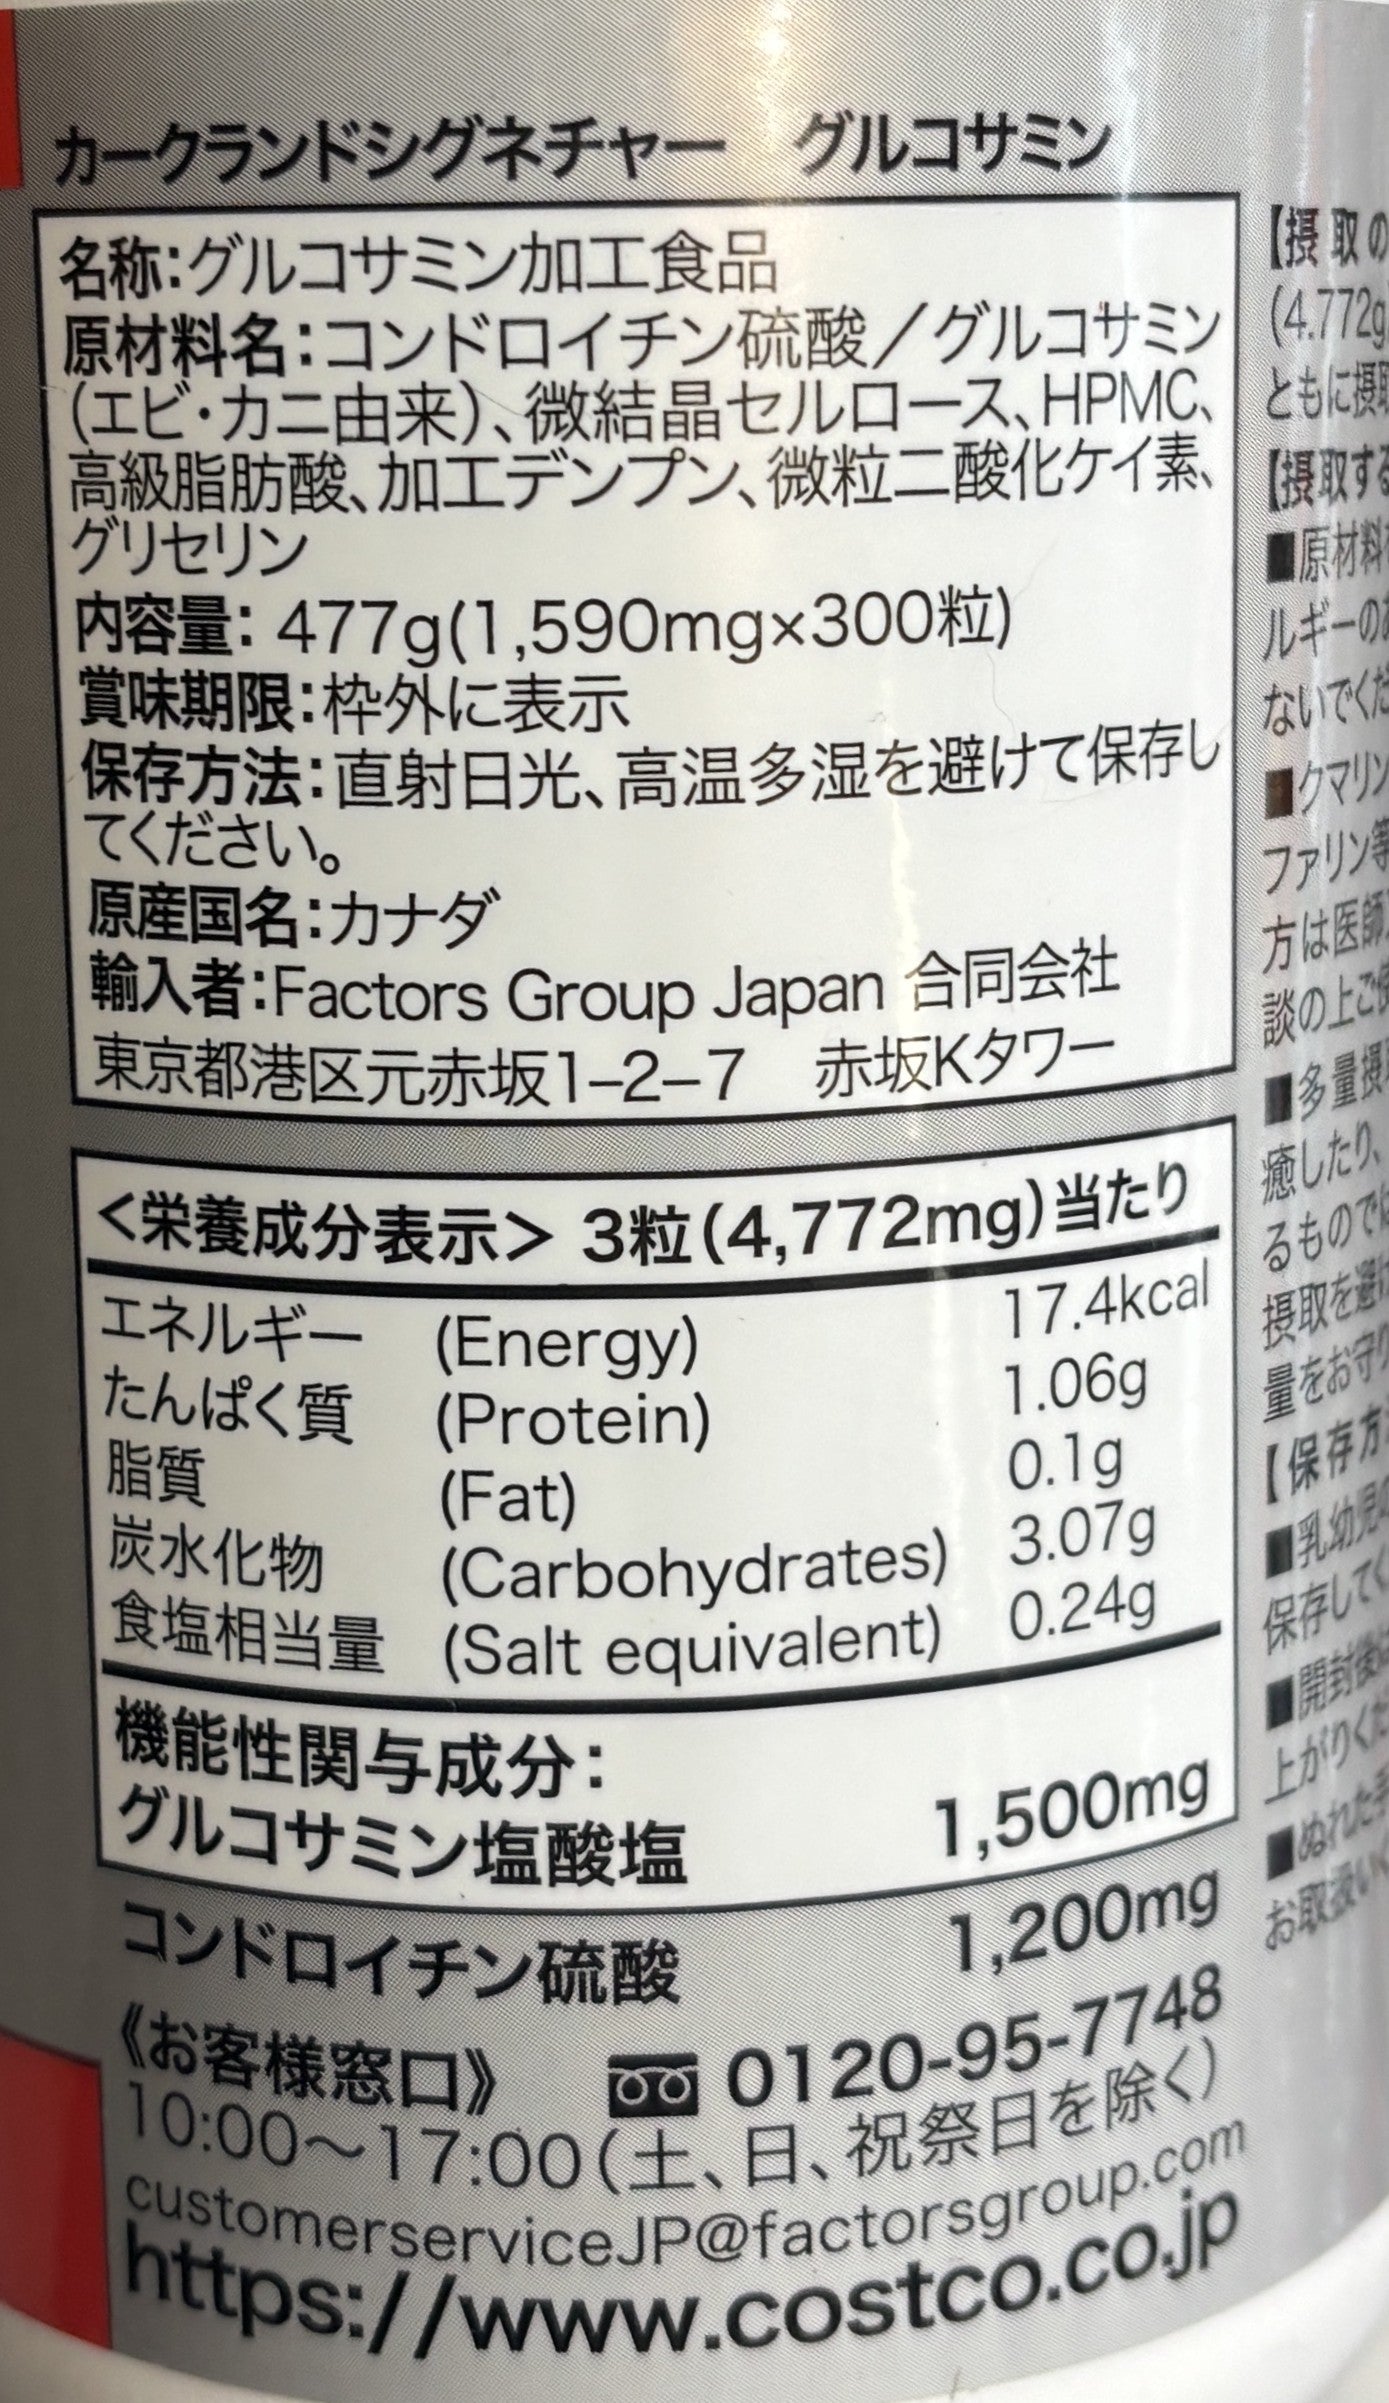 カークランドシグネチャー　グルコサミン
名称:グルコサミン加工食品
原材料名:コンドロイチン硫酸／グルコサミン
(エビ・カニ由来)、微結晶セルロース、HPMC、
高級脂肪酸、加工デンプン、微粒二酸化ケイ素、
グリセリン
内容量: 477g(1,590mg×300粒)
賞味期限:枠外に表示
保存方法:直射日光、高温多湿を避けて保存し
てください。
原産国名:カナダ
輸入者:Factors Group Japan 合同会社
東京都港区元赤坂1-2-7　赤坂Kタワー
<栄養成分表示> 3粒(4,772mg)当たり
エネルギー (Energy) 17.4kcal
たんぱく質 (Protein) 1.06g
脂質 (Fat) 0.1g
炭水化物 (Carbohydrates) 3.07g
食塩相当量 (Salt equivalent) 0.24g
機能性関与成分:
グルコサミン塩酸塩 1,500mg
コンドロイチン硫酸 1,200mg
《お客様窓口》 0120-95-7748
10:00～17:00(土、日、祝祭日を除く)
customerserviceJP@factorsgroup.com
https://www.costco.co.jp
【摂取の
(4.772g
ともに摂
【摂取する
■原材料
ルギーの
ないでくだ
■クマリン
ファリン等
方は医師
談の上ご
■多量摂
癒したり、
るものでは
摂取を避け
量をお守り
【保存方
■乳幼児の
保存してく
■開封後
上がりくだ
■ぬれた手
お取扱い